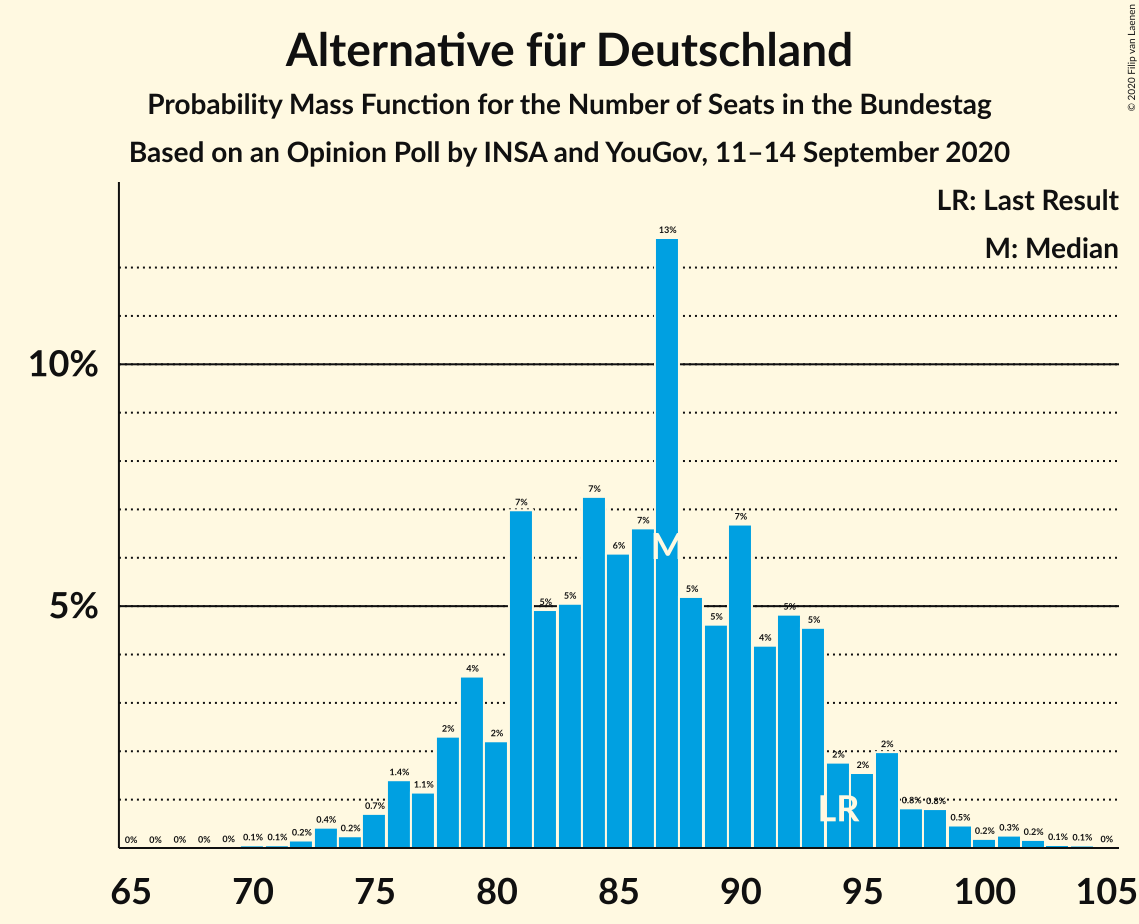 Alternative für Deutschland
Probability Mass Function for the Number of Seats in the Bundestag
Based on an Opinion Poll by INSA and YouGov, 11–14 September 2020
© 2020 Filip van Laenen
LR: Last Result
M: Median
10%
5%
0% 0% 0% 0% 0% 0.1% 0.1% 0.2% 0.4% 0.2% 0.7% 1.4% 1.1% 2% 4% 2% 7% 5% 5% 7% 6% 7% 13% 5% 5% 7% 4% 5% 5% 2% 2% 2% 0.8% 0.8% 0.5% 0.2% 0.3% 0.2% 0.1% 0.1% 0%
M
LR
65 70 75 80 85 90 95 100 105